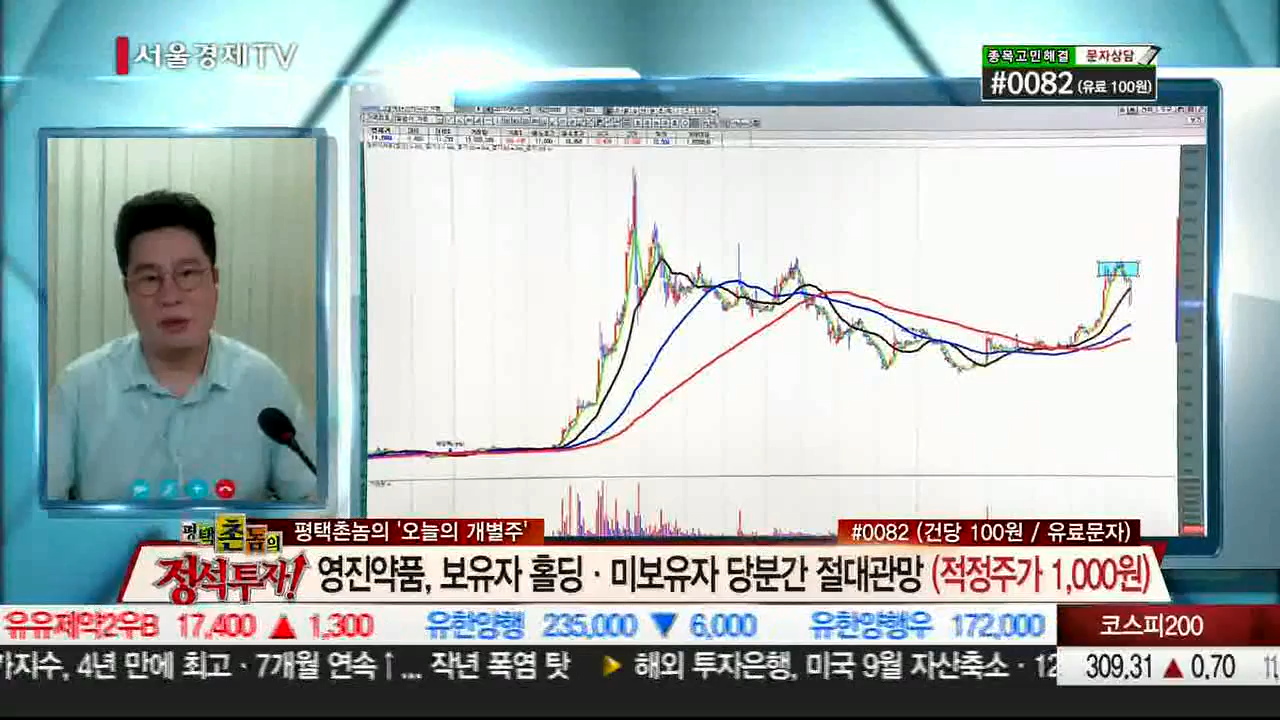 서울경제TV
종목고민해결 문자상담
#0082 (유료 100원)
평택촌놈의 정석투자!
평택촌놈의 '오늘의 개별주'
#0082 (건당 100원 / 유료문자)
영진약품, 보유자 홀딩 · 미보유자 당분간 절대관망 (적정주가 1,000원)
유유제약2우B 17,400 ▲ 1,300 유한양행 235,000 ▼ 6,000 유한양행우 172,000
코스피200
가지수, 4년 만에 최고 · 7개월 연속↑... 작년 폭염 탓 ▶ 해외 투자은행, 미국 9월 자산축소 · 12
309.31 ▲ 0.70